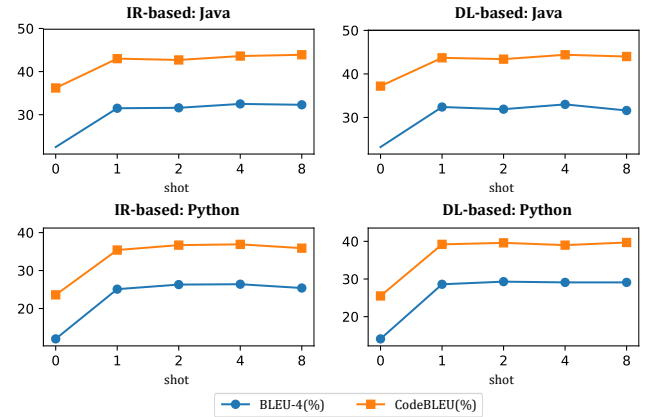 IR-based: Java
50
40
30
0 1 2 4 8
shot
DL-based: Java
50
40
30
0 1 2 4 8
shot
IR-based: Python
40
30
20
0 1 2 4 8
shot
DL-based: Python
40
30
20
0 1 2 4 8
shot
BLEU-4(%) CodeBLEU(%)